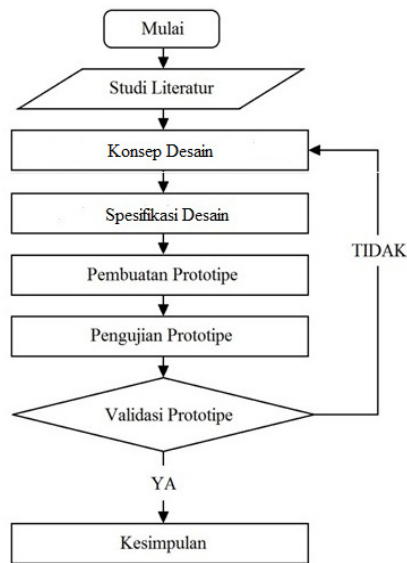 Mulai
Studi Literatur
Konsep Desain
Spesifikasi Desain
TIDAK
Pembuatan Prototipe
Pengujian Prototipe
Validasi Prototipe
YA
Kesimpulan